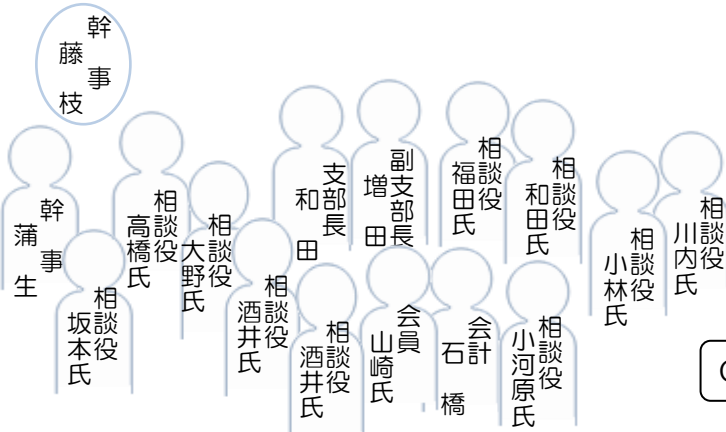 幹事
藤枝
幹事
蒲生
相談役
坂本氏
相談役
高橋氏
相談役
大野氏
相談役
酒井氏
相談役
酒井氏
支部長
和田
副支部長
増田
会員
山崎氏
会計
石橋
相談役
福田氏
相談役
和田氏
相談役
小河原氏
相談役
小林氏
相談役
川内氏